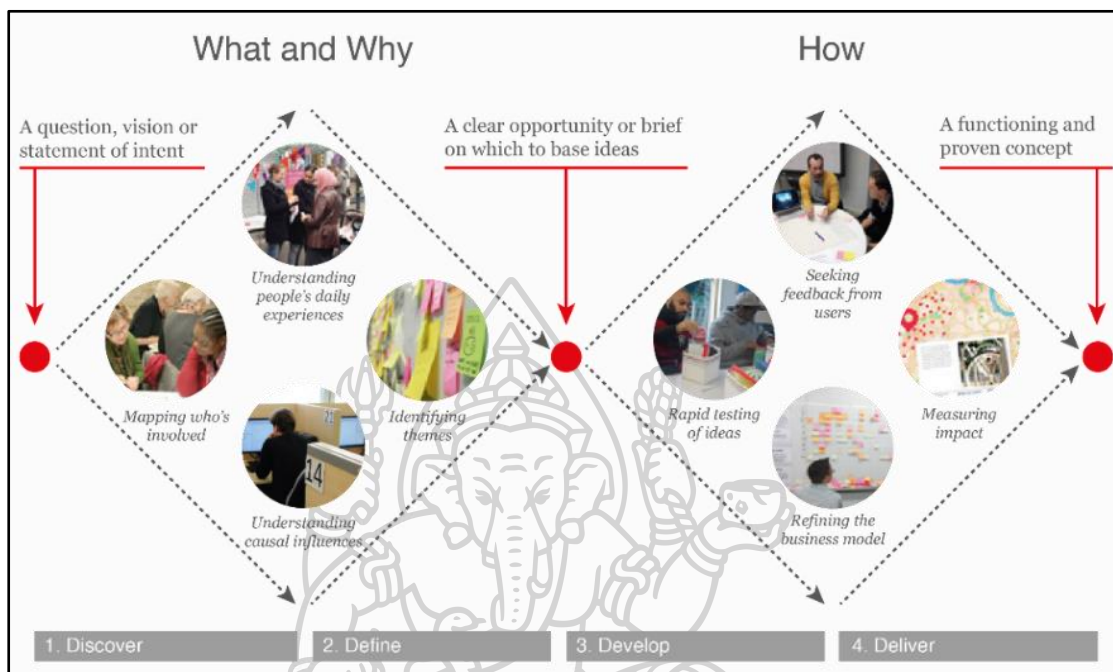 What and Why
How
A question, vision or
statement of intent
A clear opportunity or brief
on which to base ideas
A functioning and
proven concept
Understanding
people's daily
experiences
Mapping who's
involved
Identifying
themes
21
14
Understanding
causal influences
Seeking
feedback from
users
Rapid testing
of ideas
Measuring
impact
Refining the
business model
1. Discover
2. Define
3. Develop
4. Deliver